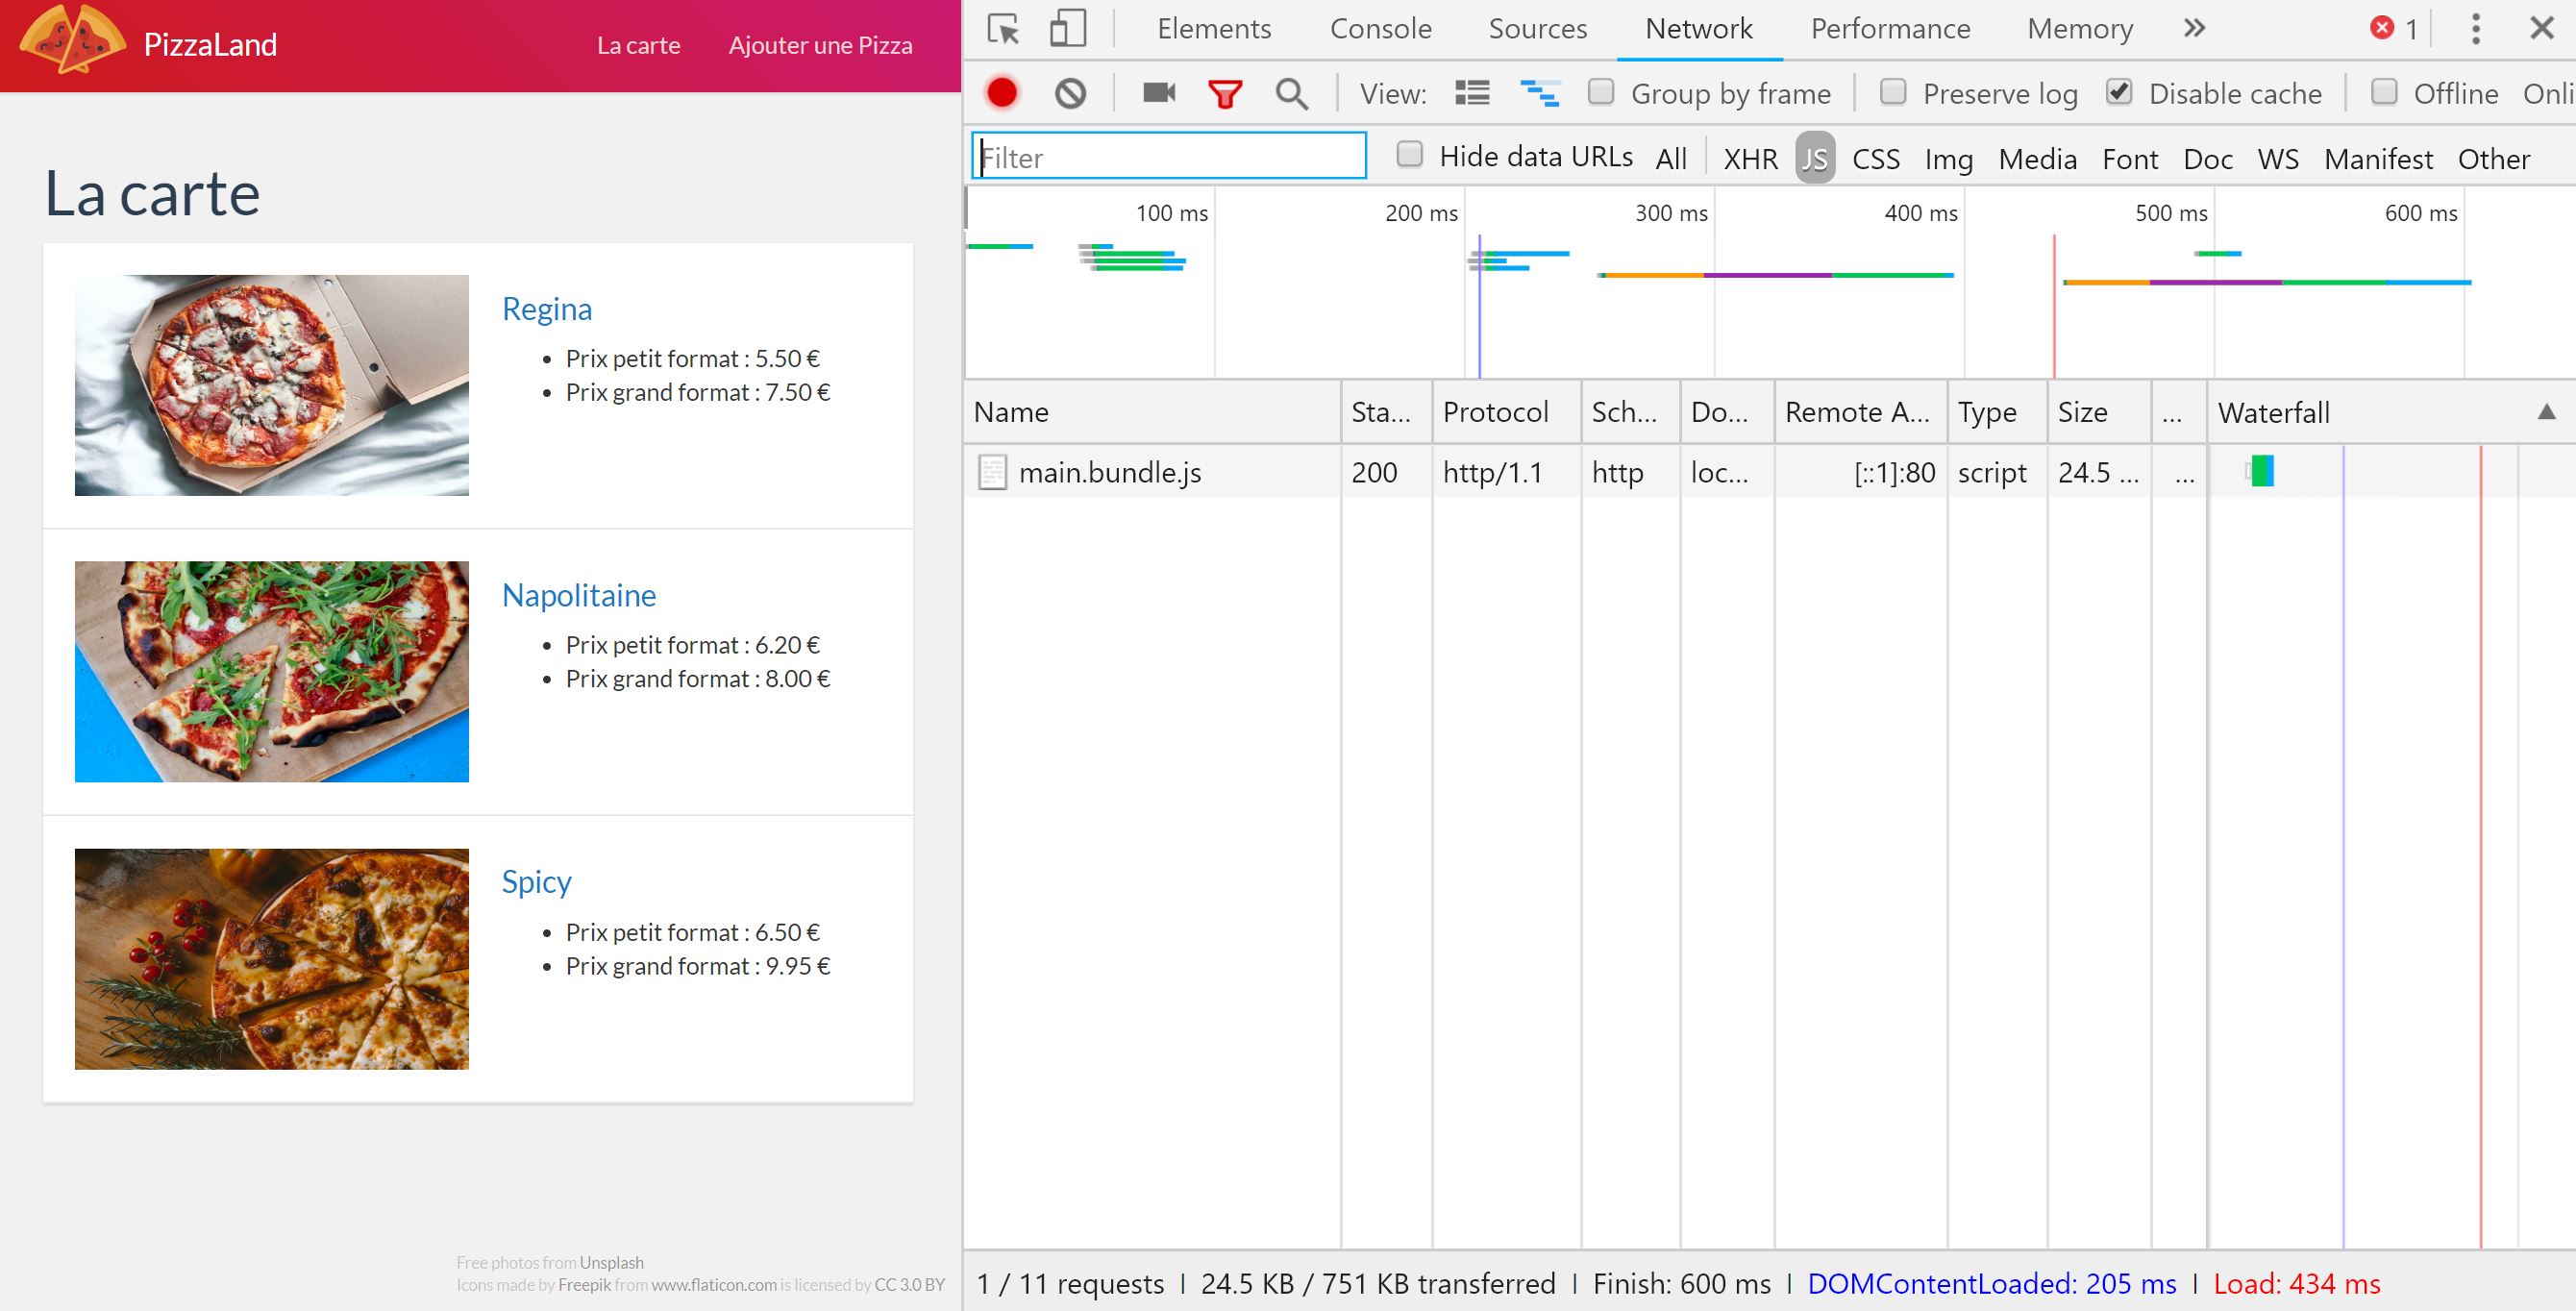 PizzaLand
La carte
Ajouter une Pizza
La carte
Regina
Prix petit format : 5.50 €
Prix grand format : 7.50 €
Napolitaine
Prix petit format : 6.20 €
Prix grand format : 8.00 €
Spicy
Prix petit format : 6.50 €
Prix grand format : 9.95 €
Free photos from Unsplash
Icons made by Freepik from www.flaticon.com is licensed by CC 3.0 BY
Elements Console Sources Network Performance Memory 1
View: Group by frame Preserve log Disable cache Offline Onli
Filter Hide data URLs All XHR JS CSS Img Media Font Doc WS Manifest Other
100 ms 200 ms 300 ms 400 ms 500 ms 600 ms
Name Sta... Protocol Sch... Do... Remote A... Type Size ... Waterfall
main.bundle.js 200 http/1.1 http loc... [::1]:80 script 24.5 ... ...
1 / 11 requests | 24.5 KB / 751 KB transferred | Finish: 600 ms | DOMContentLoaded: 205 ms | Load: 434 ms